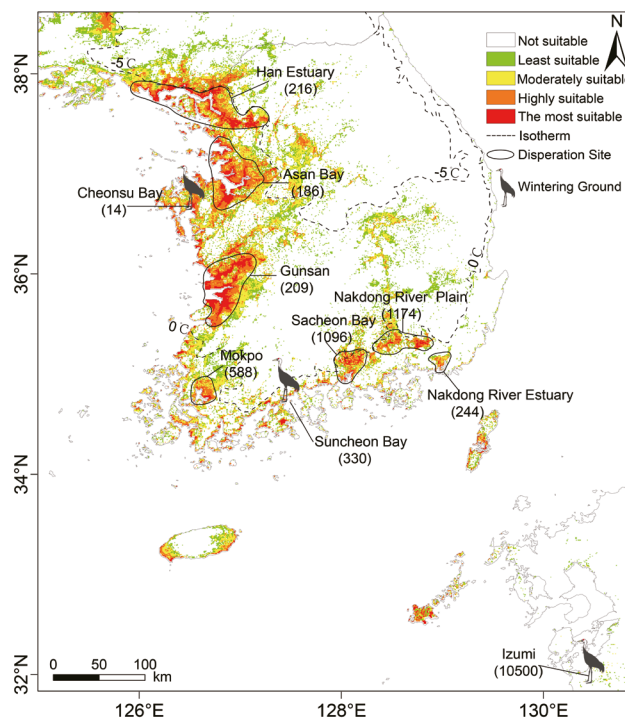 N
Not suitable
Least suitable
Moderately suitable
Highly suitable
The most suitable
Isotherm
Disperation Site
Wintering Ground
38°N
36°N
34°N
32°N
-5 C
Han Estuary
(216)
Asan Bay
(186)
-5 C
Cheonsu Bay
(14)
-0 C
Gunsan
(209)
Nakdong River Plain
(1174)
Sacheon Bay
(1096)
0 C
Mokpo
(588)
Nakdong River Estuary
(244)
Suncheon Bay
(330)
Izumi
(10500)
0 50 100
km
126°E 128°E 130°E